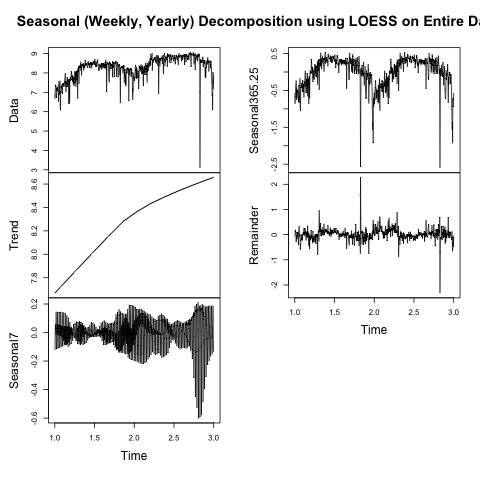 Seasonal (Weekly, Yearly) Decomposition using LOESS on Entire Da
Data
3 4 5 6 7 8 9
Trend
7.8 8.0 8.2 8.4 8.6
Seasonal7
-0.6 -0.4 -0.2 0.0 0.2
1.0 1.5 2.0 2.5 3.0
Time
Seasonal365.25
-2.5 -1.5 -0.5 0.5
Remainder
-2 -1 0 1 2
1.0 1.5 2.0 2.5 3.0
Time